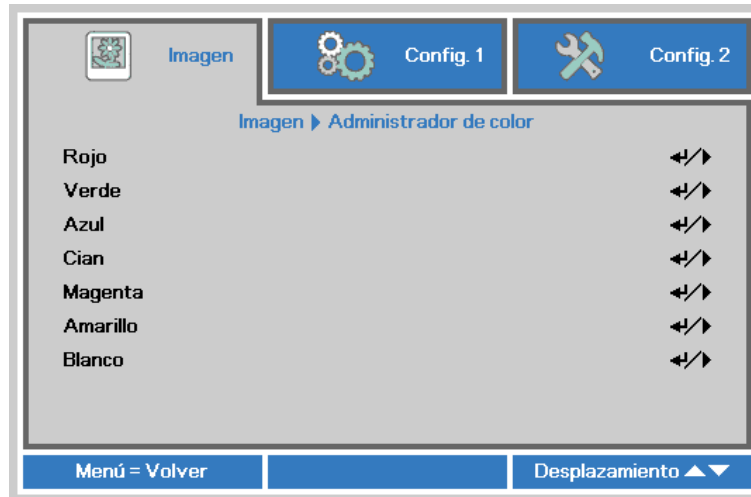 Imagen Config. 1 Config. 2
Imagen Administrador de color
Rojo
Verde
Azul
Cian
Magenta
Amarillo
Blanco
Menú = Volver Desplazamiento